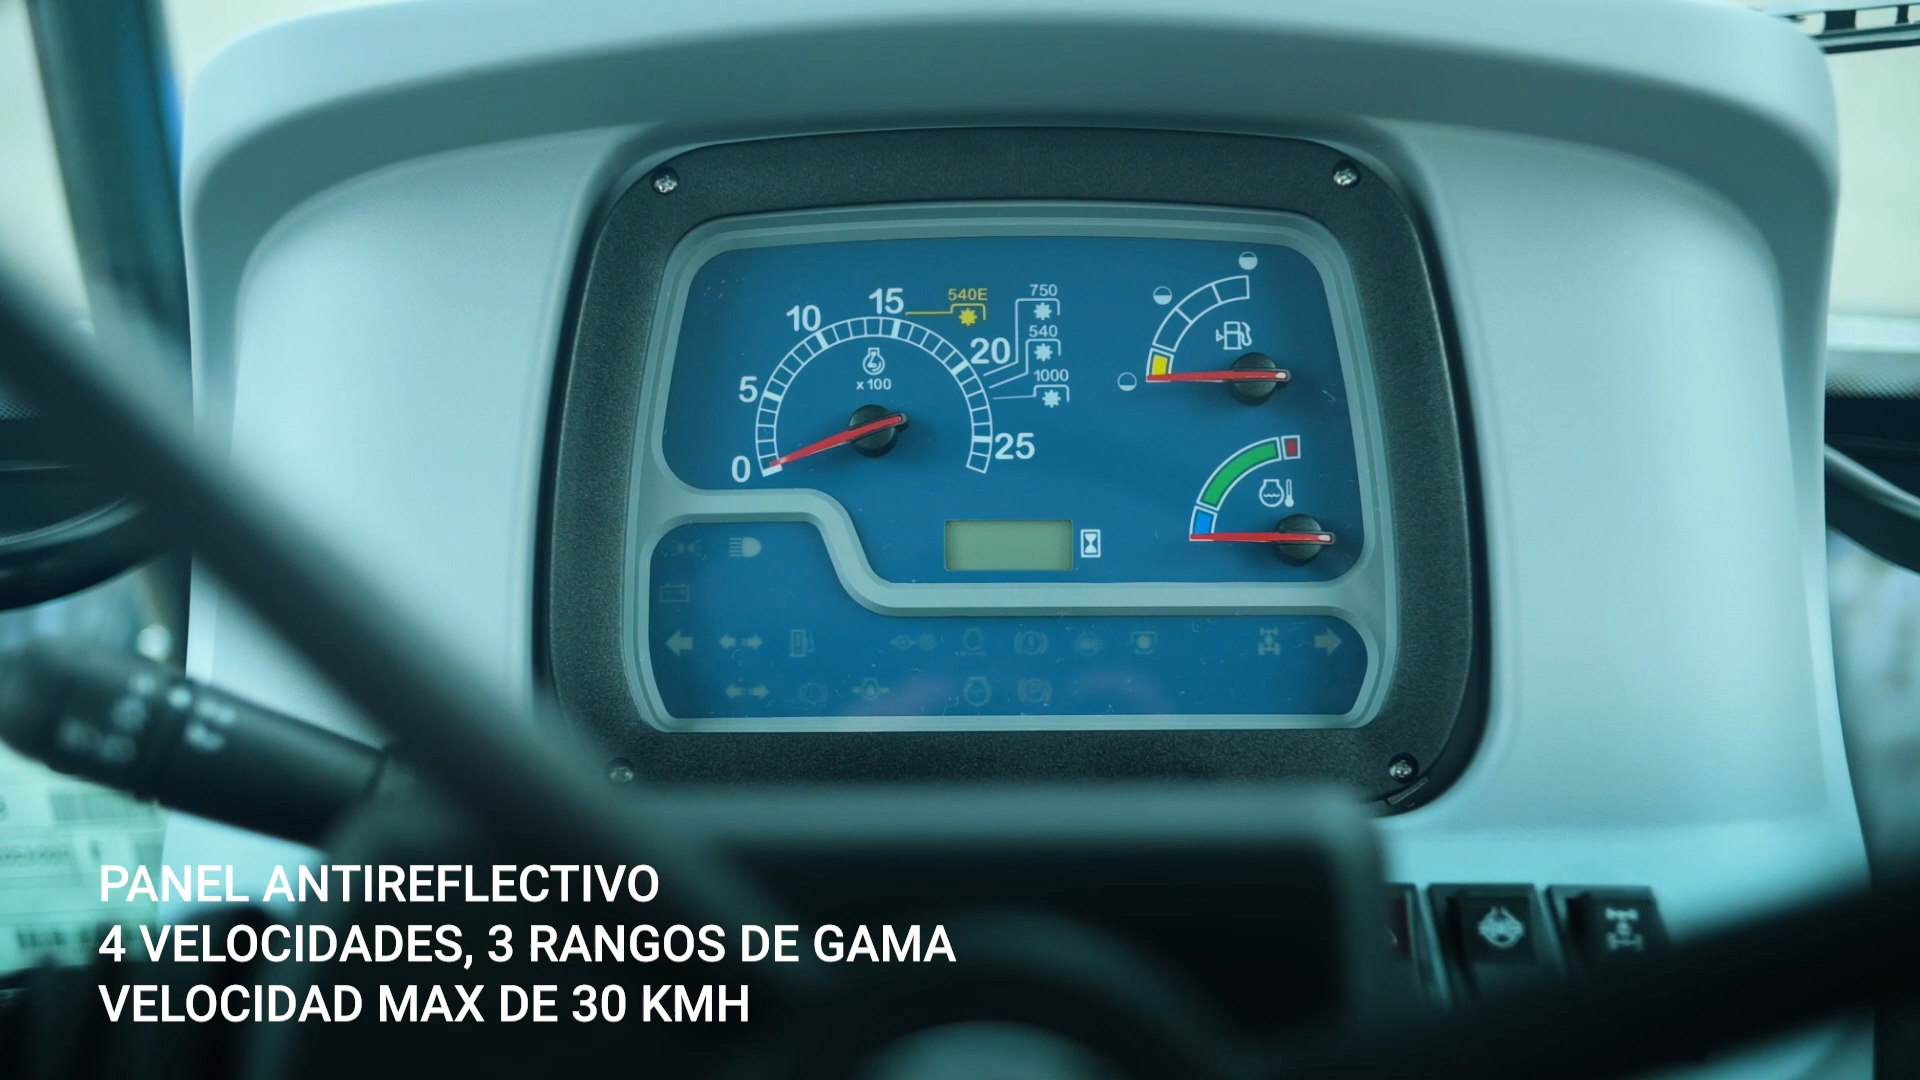 0
5
10
15
20
25
x100
540E
750
540
1000
PANEL ANTIREFLECTIVO
4 VELOCIDADES, 3 RANGOS DE GAMA
VELOCIDAD MAX DE 30 KMH